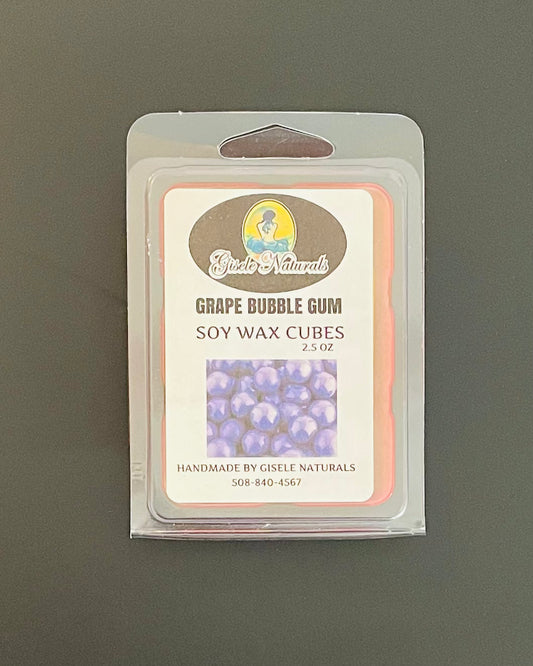 Gisele Naturals
GRAPE BUBBLE GUM
SOY WAX CUBES
2.5 OZ
HANDMADE BY GISELE NATURALS
508-840-4567